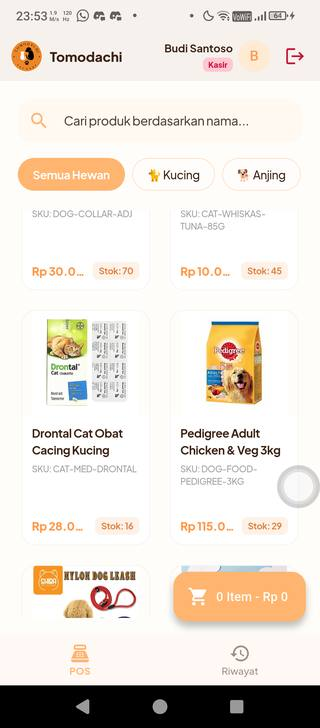 23:53
1.9 M/s
120 Hz
VoWiFi
64
Tomodachi
Budi Santoso
Kasir
B
Cari produk berdasarkan nama...
Semua Hewan
Kucing
Anjing
SKU: DOG-COLLAR-ADJ
Rp 30.0...
Stok: 70
SKU: CAT-WHISKAS-
TUNA-85G
Rp 10.0...
Stok: 45
Drontal
Cat
Drontal Cat Obat
Cacing Kucing
SKU: CAT-MED-DRONTAL
Rp 28.0...
Stok: 16
Pedigree
Pedigree Adult
Chicken & Veg 3kg
SKU: DOG-FOOD-
PEDIGREE-3KG
Rp 115.0...
Stok: 29
NYLON DOG LEASH
0 Item - Rp 0
POS
Riwayat